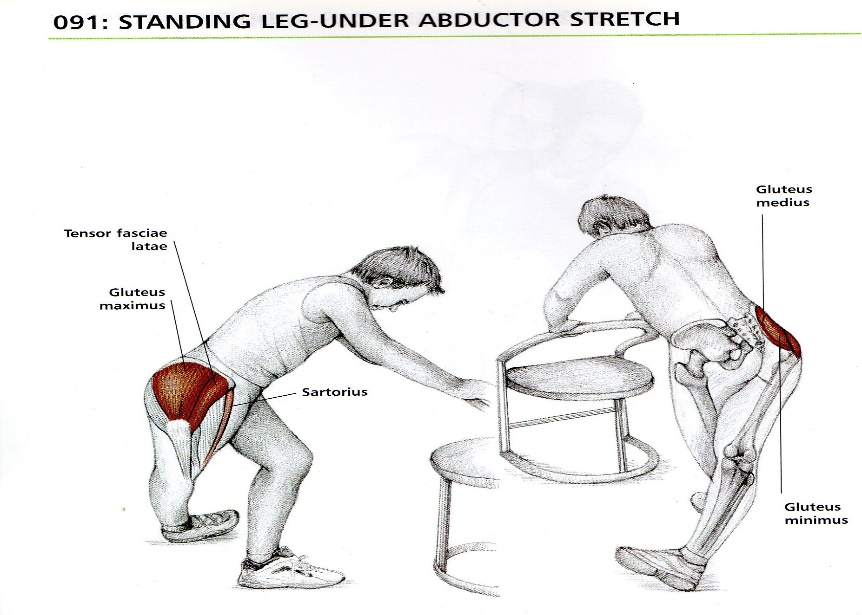 091: STANDING LEG-UNDER ABDUCTOR STRETCH
Gluteus
medius
Tensor fasciae
latae
Gluteus
maximus
Sartorius
Gluteus
minimus